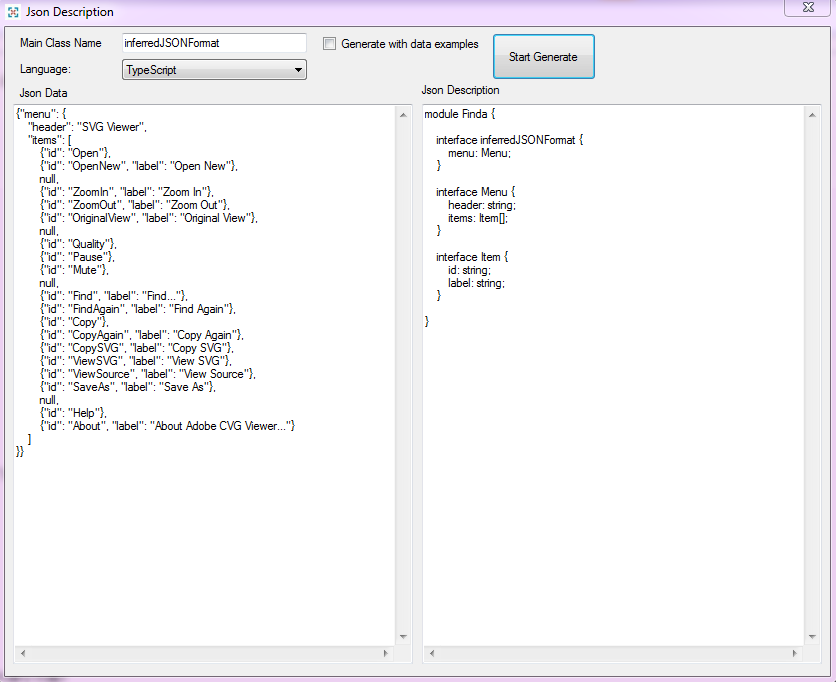 Json Description
Main Class Name
inferredJSONFormat
Generate with data examples
Start Generate
Language:
TypeScript
Json Data
{"menu": {
    "header": "SVG Viewer",
    "items": [
        {"id": "Open"},
        {"id": "OpenNew", "label": "Open New"},
        null,
        {"id": "ZoomIn", "label": "Zoom In"},
        {"id": "ZoomOut", "label": "Zoom Out"},
        {"id": "OriginalView", "label": "Original View"},
        null,
        {"id": "Quality"},
        {"id": "Pause"},
        {"id": "Mute"},
        null,
        {"id": "Find", "label": "Find..."},
        {"id": "FindAgain", "label": "Find Again"},
        {"id": "Copy"},
        {"id": "CopyAgain", "label": "Copy Again"},
        {"id": "CopySVG", "label": "Copy SVG"},
        {"id": "ViewSVG", "label": "View SVG"},
        {"id": "ViewSource", "label": "View Source"},
        {"id": "SaveAs", "label": "Save As"},
        null,
        {"id": "Help"},
        {"id": "About", "label": "About Adobe CVG Viewer..."}
    ]
}}
Json Description
module Finda {
    interface inferredJSONFormat {
        menu: Menu;
    }
    interface Menu {
        header: string;
        items: Item[];
    }
    interface Item {
        id: string;
        label: string;
    }
}